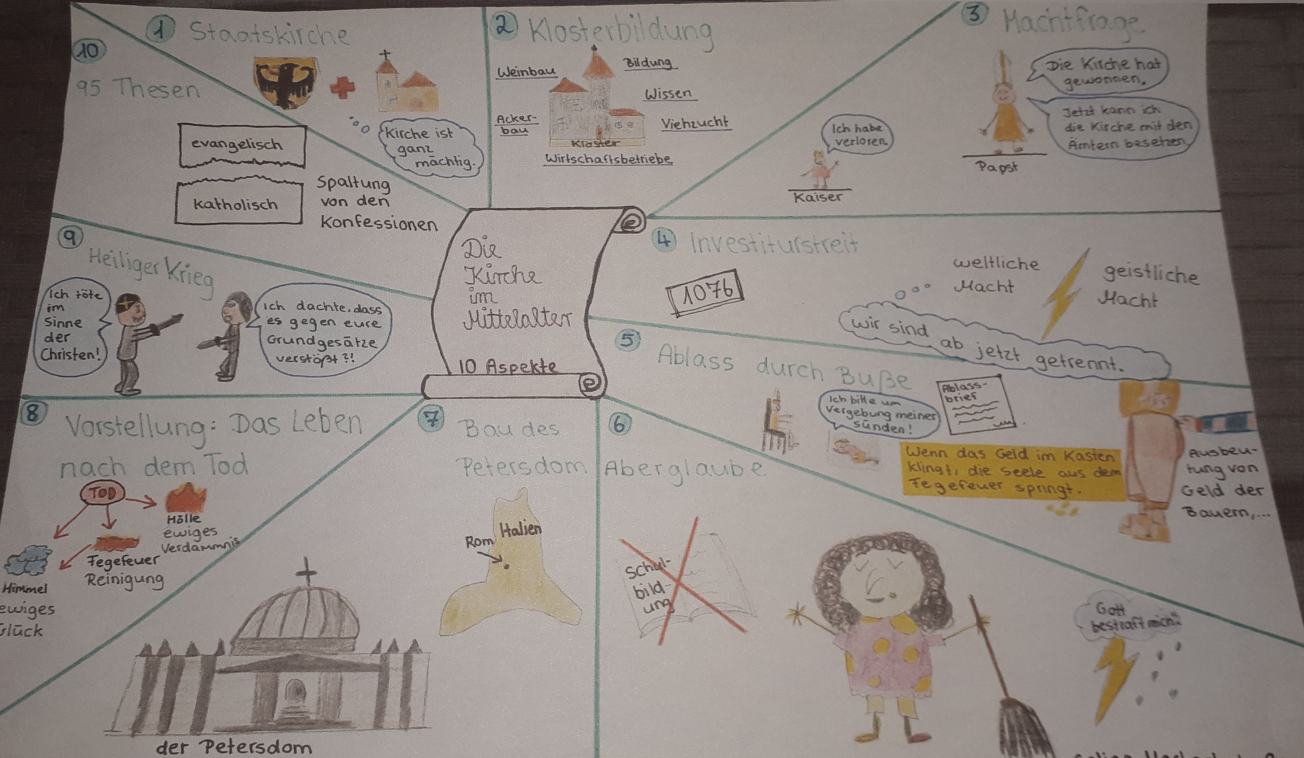 Die
Kirche
im
Mittelalter
10 Aspekte
1 Staatskirche
Kirche ist
ganz
mächtig.
2 Klosterbildung
Weinbau
Bildung
Wissen
Acker-
bau
Viehzucht
Kloster
Wirtschaftsbetriebe
3 Machtfrage
Die Kirche hat
gewonnen.
Jetzt kann ich
die Kirche mit den
Ämtern besetzen
Papst
Ich habe
verloren
Kaiser
4 Investiturstreit
1076
weltliche
Macht
geistliche
Macht
Wir sind ab jetzt getrennt.
5 Ablass durch Buße
Ich bitte um
Vergebung meiner
Sünden!
Ablass-
brief
Wenn das Geld im Kasten
klingt, die Seele aus dem
Fegefeuer springt.
Ausbeu-
tung von
Geld der
Bauern,...
6
Aberglaube
Schul-
bild-
ung
Gott
bestraft mich!
7 Bau des
Petersdom
Italien
Rom
der Petersdom
8 Vorstellung: Das Leben
nach dem Tod
TOD
Hölle
ewiges
Verdammnis
Fegefeuer
Reinigung
Himmel
ewiges
Glück
9 Heiliger Krieg
Ich töte
im
Sinne
der
Christen!
Ich dachte, dass
es gegen eure
Grundgesätze
verstößt?!
10
95 Thesen
evangelisch
katholisch
Spaltung
von den
Konfessionen